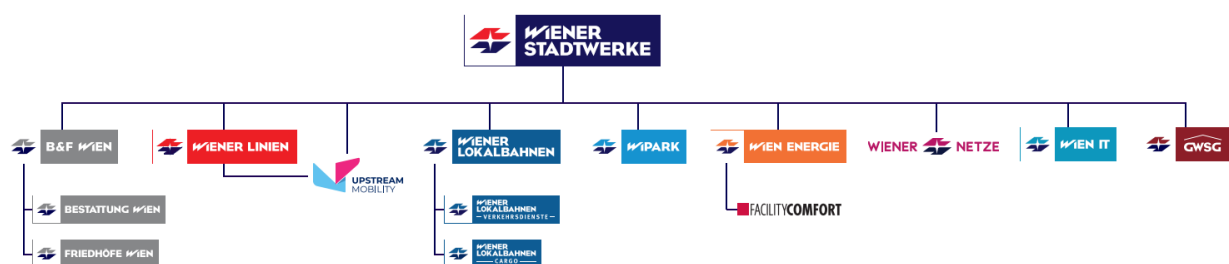 WIENER
STADTWERKE
B&F WIEN
WIENER LINIEN
UPSTREAM
MOBILITY
WIENER
LOKALBAHNEN
WIPARK
WIEN ENERGIE
WIENER NETZE
WIEN IT
GWSG
BESTATTUNG WIEN
FRIEDHÖFE WIEN
WIENER
LOKALBAHNEN
VERKEHRSDIENSTE
WIENER
LOKALBAHNEN
CARGO
FACILITYCOMFORT